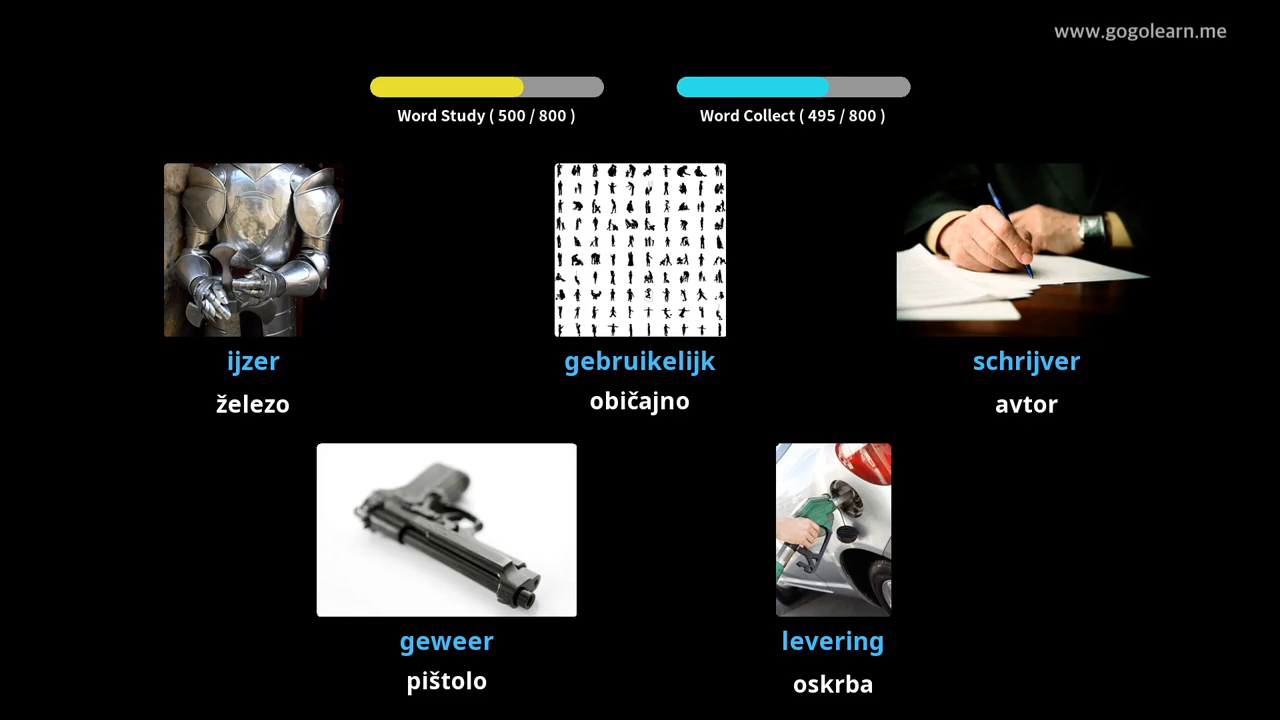 www.gogolearn.me
Word Study ( 500 / 800 )
Word Collect ( 495 / 800 )
ijzer
železo
gebruikelijk
običajno
schrijver
avtor
geweer
pištolo
levering
oskrba